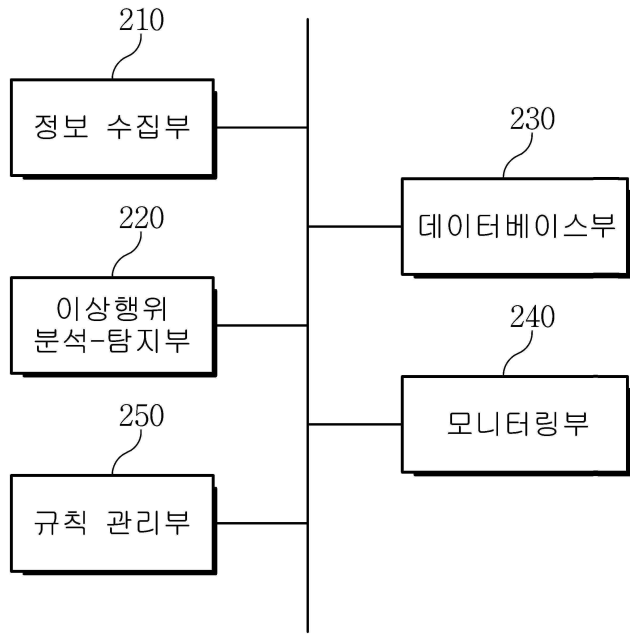 210
정보 수집부
230
데이터베이스부
220
이상행위
분석-탐지부
240
모니터링부
250
규칙 관리부